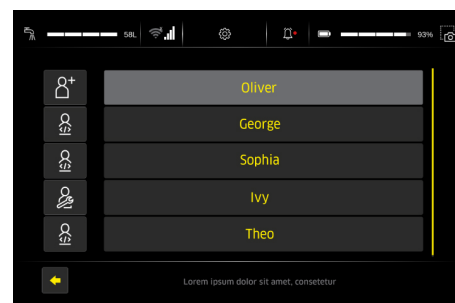 58L
93%
Oliver
George
Sophia
Ivy
Theo
Lorem ipsum dolor sit amet, consetetur